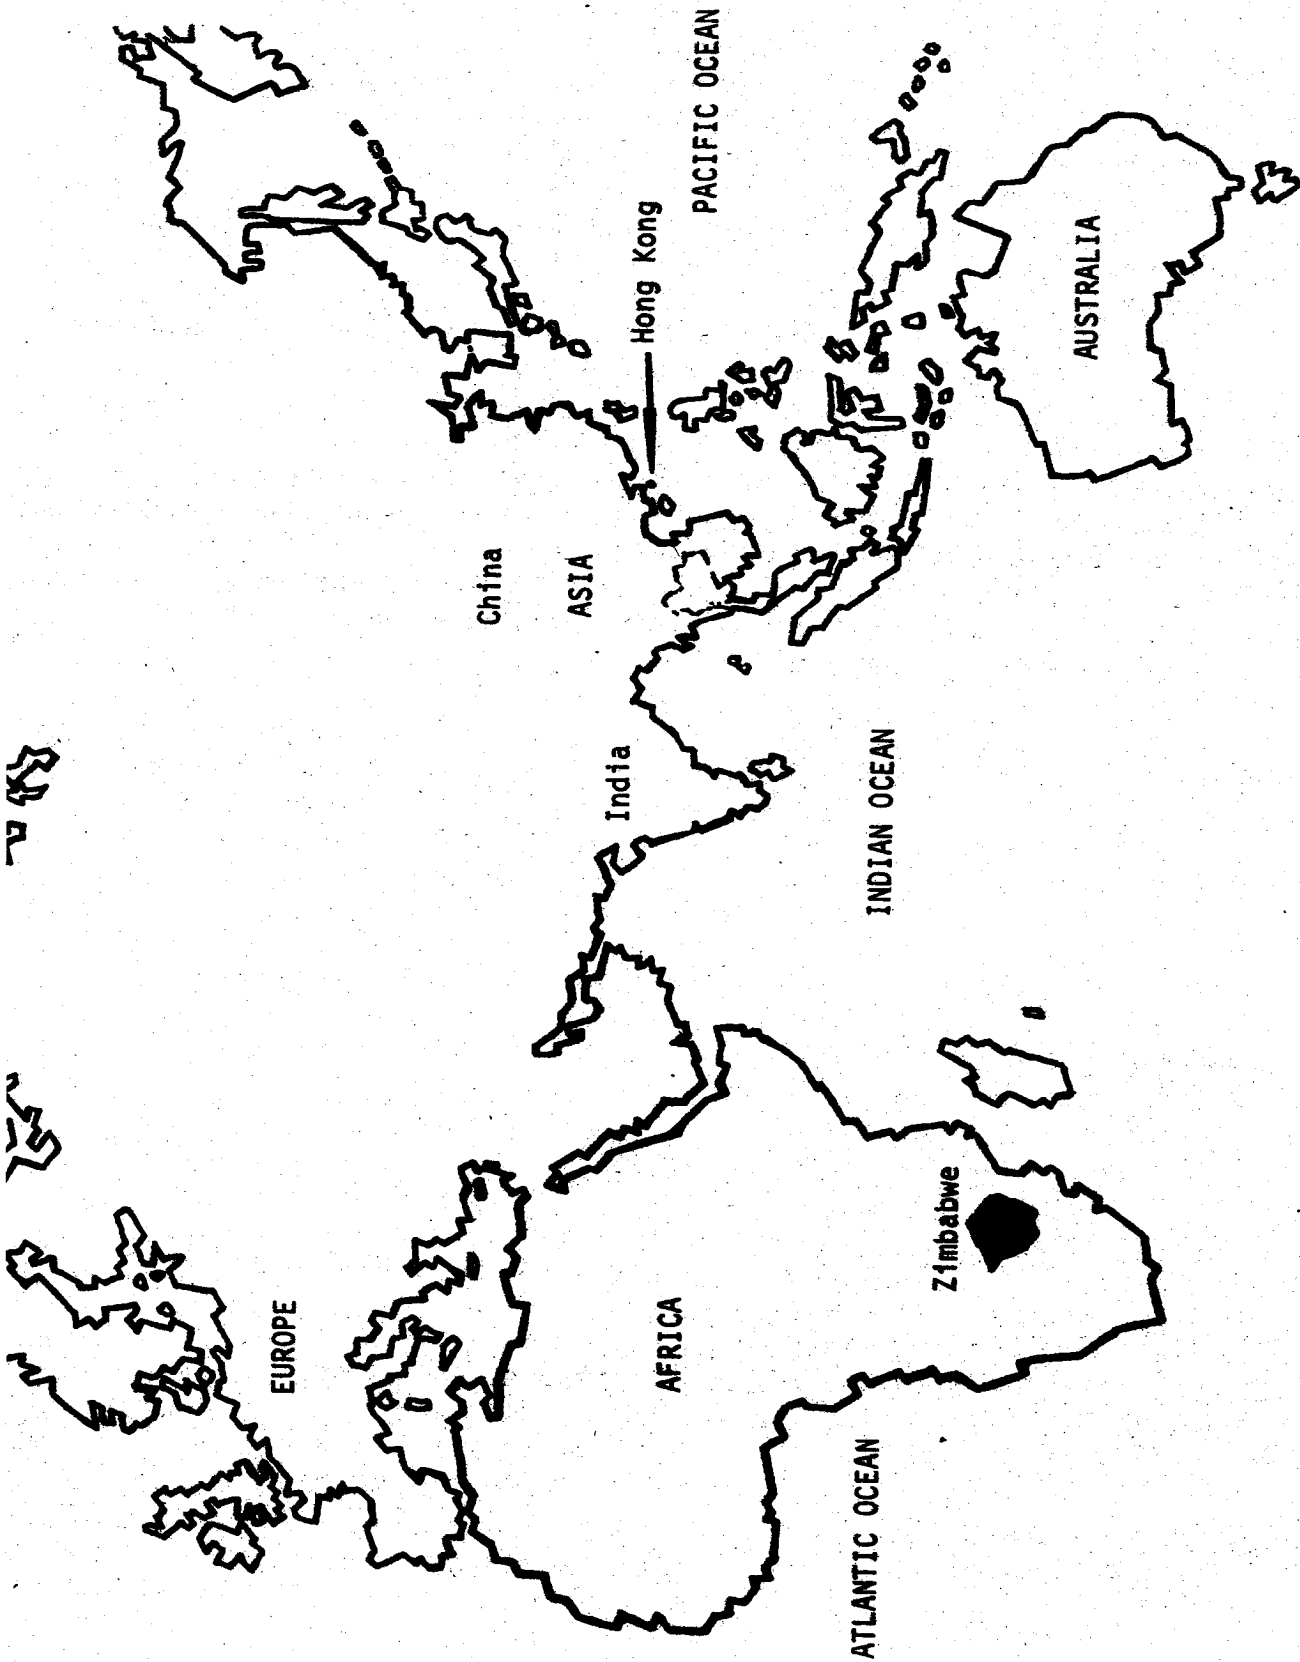 EUROPE
China
ASIA
Hong Kong
PACIFIC OCEAN
India
AFRICA
INDIAN OCEAN
ATLANTIC OCEAN
Zimbabwe
AUSTRALIA